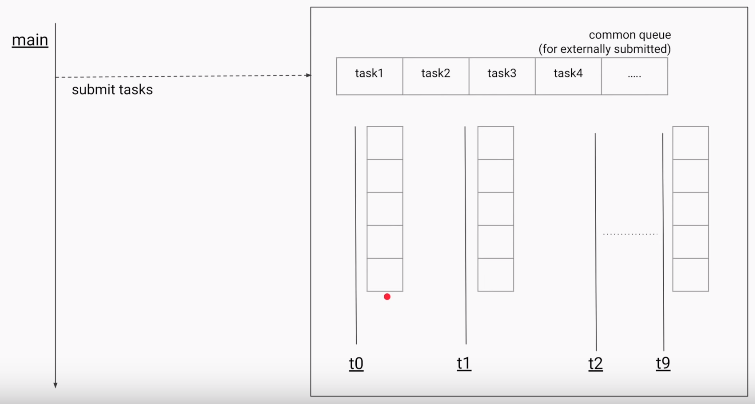 main
submit tasks
common queue
(for externally submitted)
task1 task2 task3 task4 .....
t0 t1 t2 t9